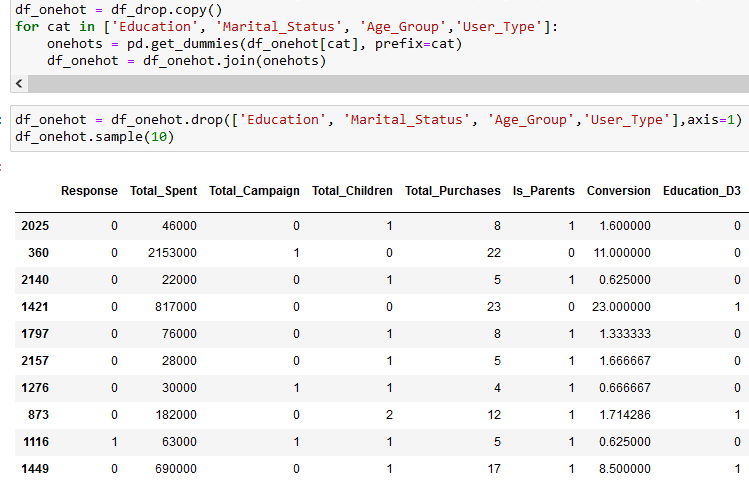 df_onehot = df_drop.copy()
for cat in ['Education', 'Marital_Status', 'Age_Group','User_Type']:
    onehots = pd.get_dummies(df_onehot[cat], prefix=cat)
    df_onehot = df_onehot.join(onehots)
df_onehot = df_onehot.drop(['Education', 'Marital_Status', 'Age_Group','User_Type'],axis=1)
df_onehot.sample(10)
Response Total_Spent Total_Campaign Total_Children Total_Purchases Is_Parents Conversion Education_D3
2025 0 46000 0 1 8 1 1.600000 0
360 0 2153000 1 0 22 0 11.000000 0
2140 0 22000 0 1 5 1 0.625000 0
1421 0 817000 0 0 23 0 23.000000 1
1797 0 76000 0 1 8 1 1.333333 0
2157 0 28000 0 1 5 1 1.666667 0
1276 0 30000 1 1 4 1 0.666667 0
873 0 182000 0 2 12 1 1.714286 1
1116 1 63000 1 1 5 1 0.625000 0
1449 0 690000 0 1 17 1 8.500000 1